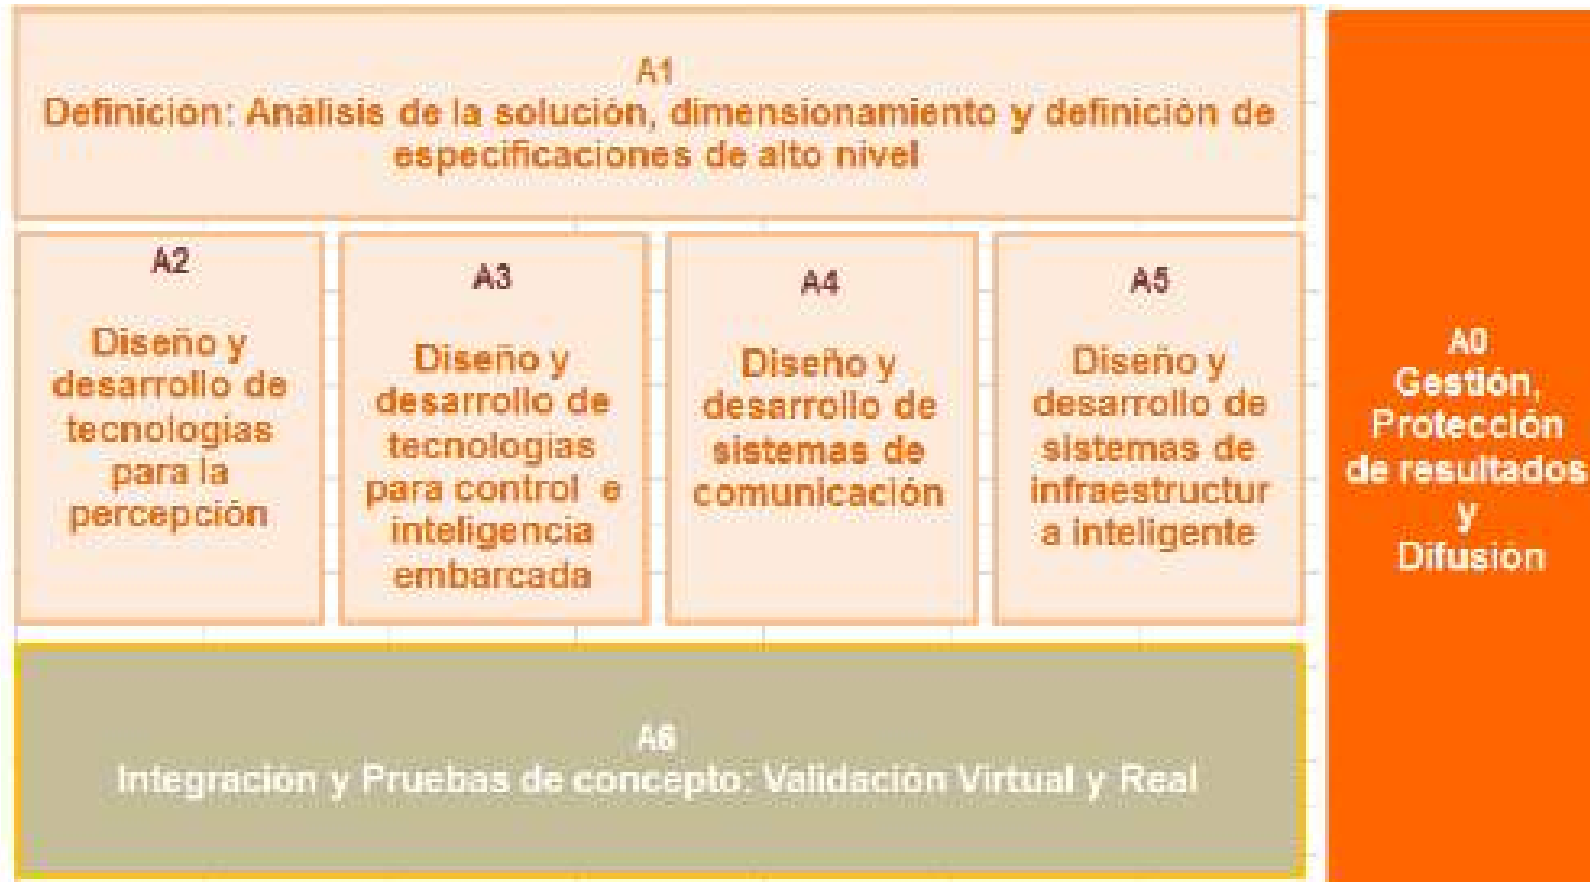 A1
Definición: Análisis de la solución, dimensionamiento y definición de
especificaciones de alto nivel
A2
Diseño y
desarrollo de
tecnologías
para la
percepción
A3
Diseño y
desarrollo de
tecnologías
para control e
inteligencia
embarcada
A4
Diseño y
desarrollo de
sistemas de
comunicación
A5
Diseño y
desarrollo de
sistemas de
infraestructur
a inteligente
A6
Integración y Pruebas de concepto: Validación Virtual y Real
A0
Gestión,
Protección
de resultados
y
Difusión